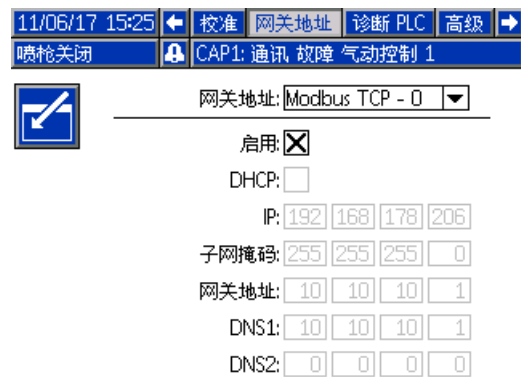 11/06/17 15:25 校准 网关地址 诊断 PLC 高级
喷枪关闭 CAP1: 通讯 故障 气动控制 1
网关地址: Modbus TCP - 0
启用:
DHCP:
IP: 192 168 178 206
子网掩码: 255 255 255 0
网关地址: 10 10 10 1
DNS1: 10 10 10 1
DNS2: 0 0 0 0